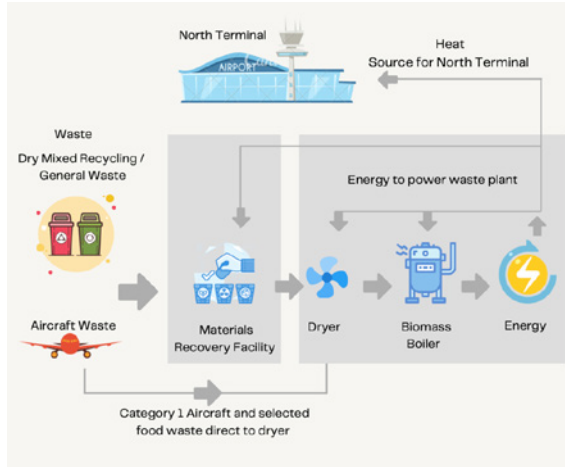 North Terminal
AIRPORT
Heat
Source for North Terminal
Waste
Dry Mixed Recycling /
General Waste
Energy to power waste plant
Aircraft Waste
Materials
Recovery Facility
Dryer
Biomass
Boiler
Energy
Category 1 Aircraft and selected
food waste direct to dryer